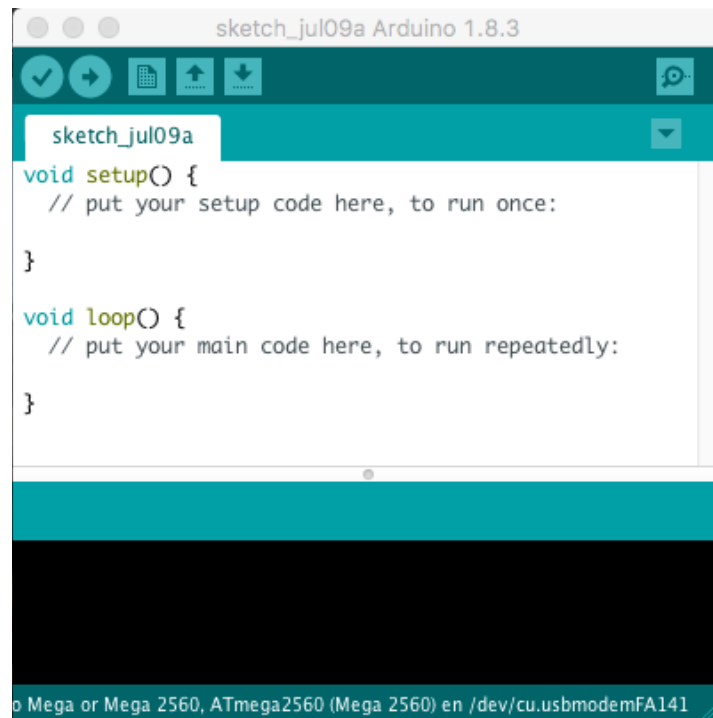 sketch_jul09a Arduino 1.8.3
sketch_jul09a
void setup() {
  // put your setup code here, to run once:
}
void loop() {
  // put your main code here, to run repeatedly:
}
o Mega or Mega 2560, ATmega2560 (Mega 2560) en /dev/cu.usbmodemFA141